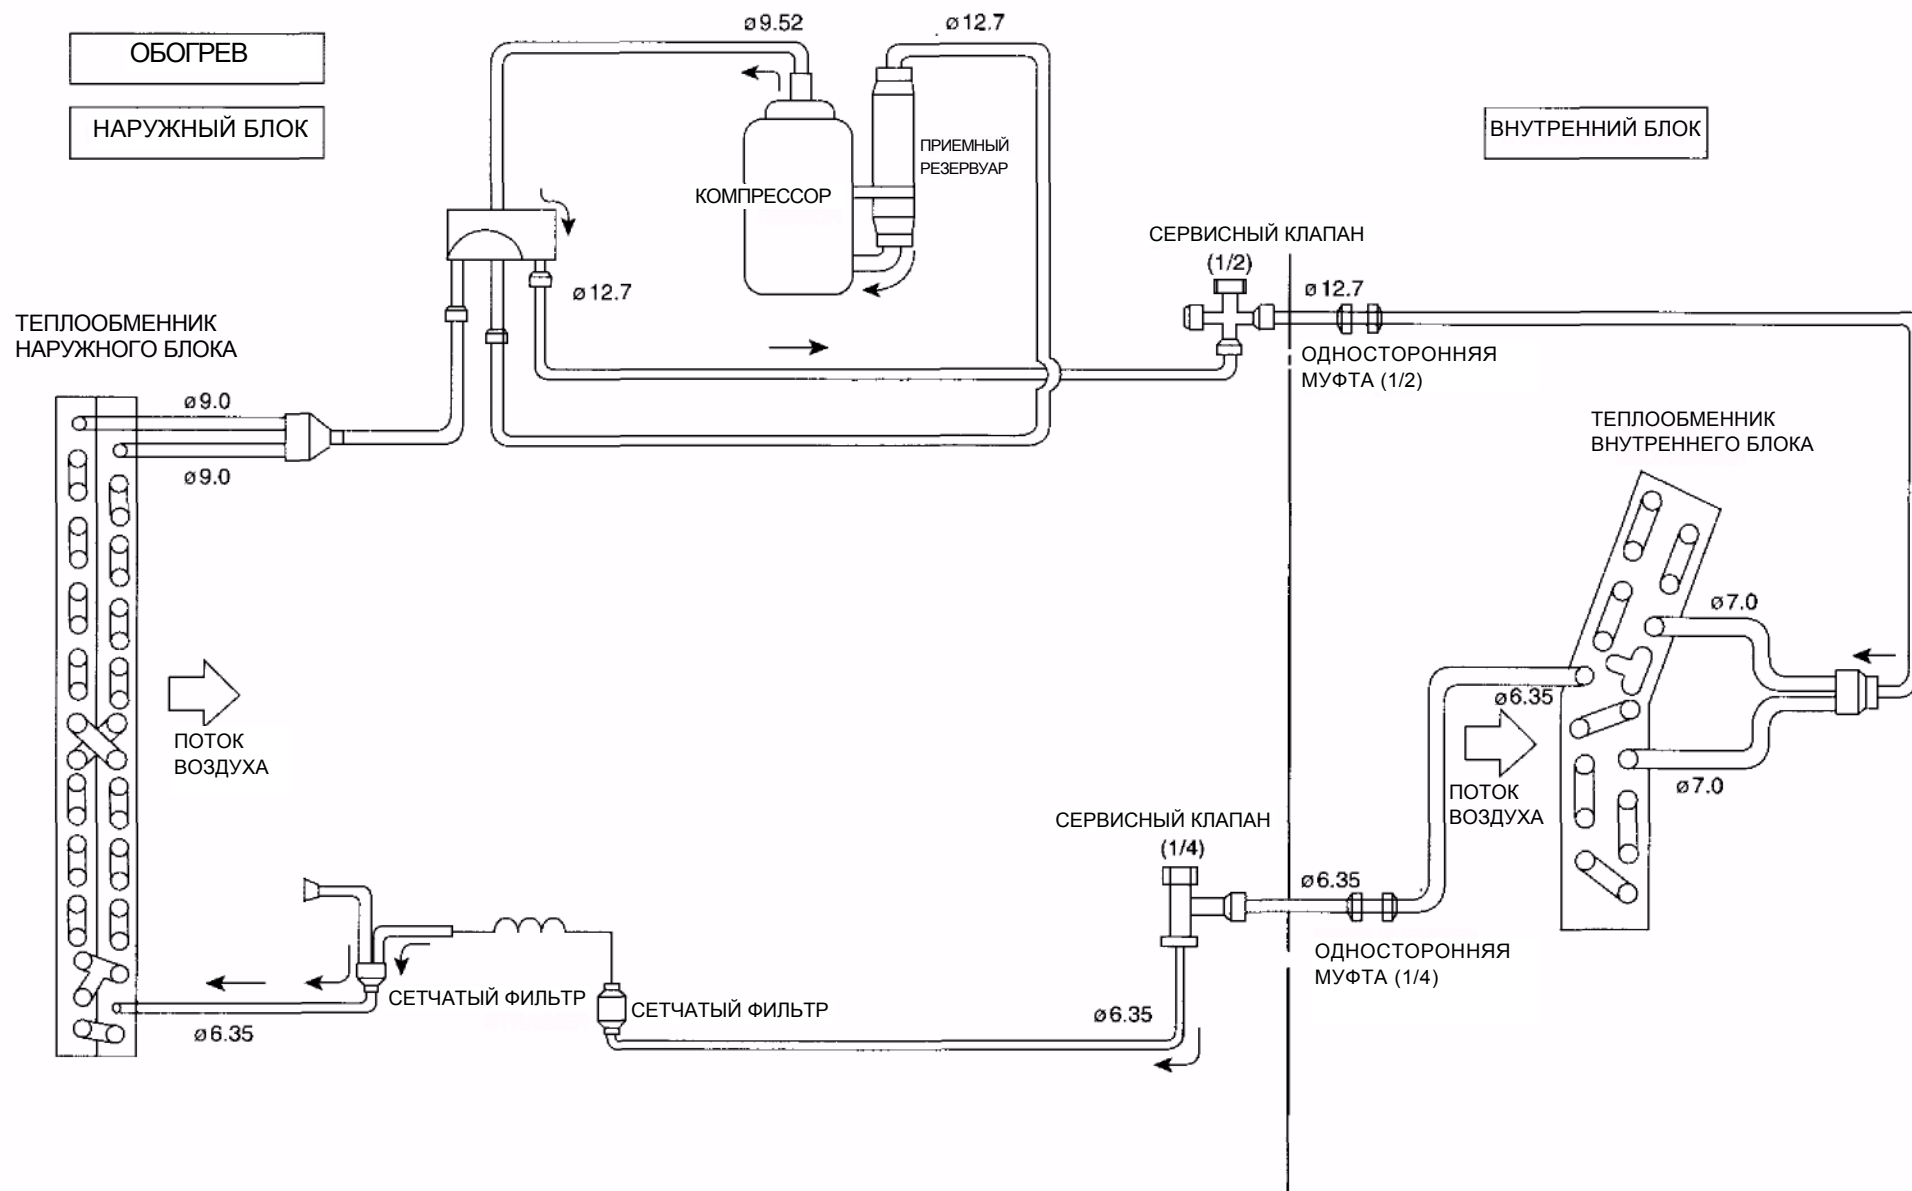 ОБОГРЕВ
НАРУЖНЫЙ БЛОК
ø9.52
ø12.7
ПРИЕМНЫЙ
РЕЗЕРВУАР
КОМПРЕССОР
ВНУТРЕННИЙ БЛОК
СЕРВИСНЫЙ КЛАПАН
(1/2)
ø12.7
ø12.7
ОДНОСТОРОННЯЯ
МУФТА (1/2)
ТЕПЛООБМЕННИК
НАРУЖНОГО БЛОКА
ø9.0
ø9.0
ТЕПЛООБМЕННИК
ВНУТРЕННЕГО БЛОКА
ø7.0
ø6.35
ø7.0
ПОТОК
ВОЗДУХА
ПОТОК
ВОЗДУХА
СЕРВИСНЫЙ КЛАПАН
(1/4)
ø6.35
ОДНОСТОРОННЯЯ
МУФТА (1/4)
СЕТЧАТЫЙ ФИЛЬТР
СЕТЧАТЫЙ ФИЛЬТР
ø6.35
ø6.35